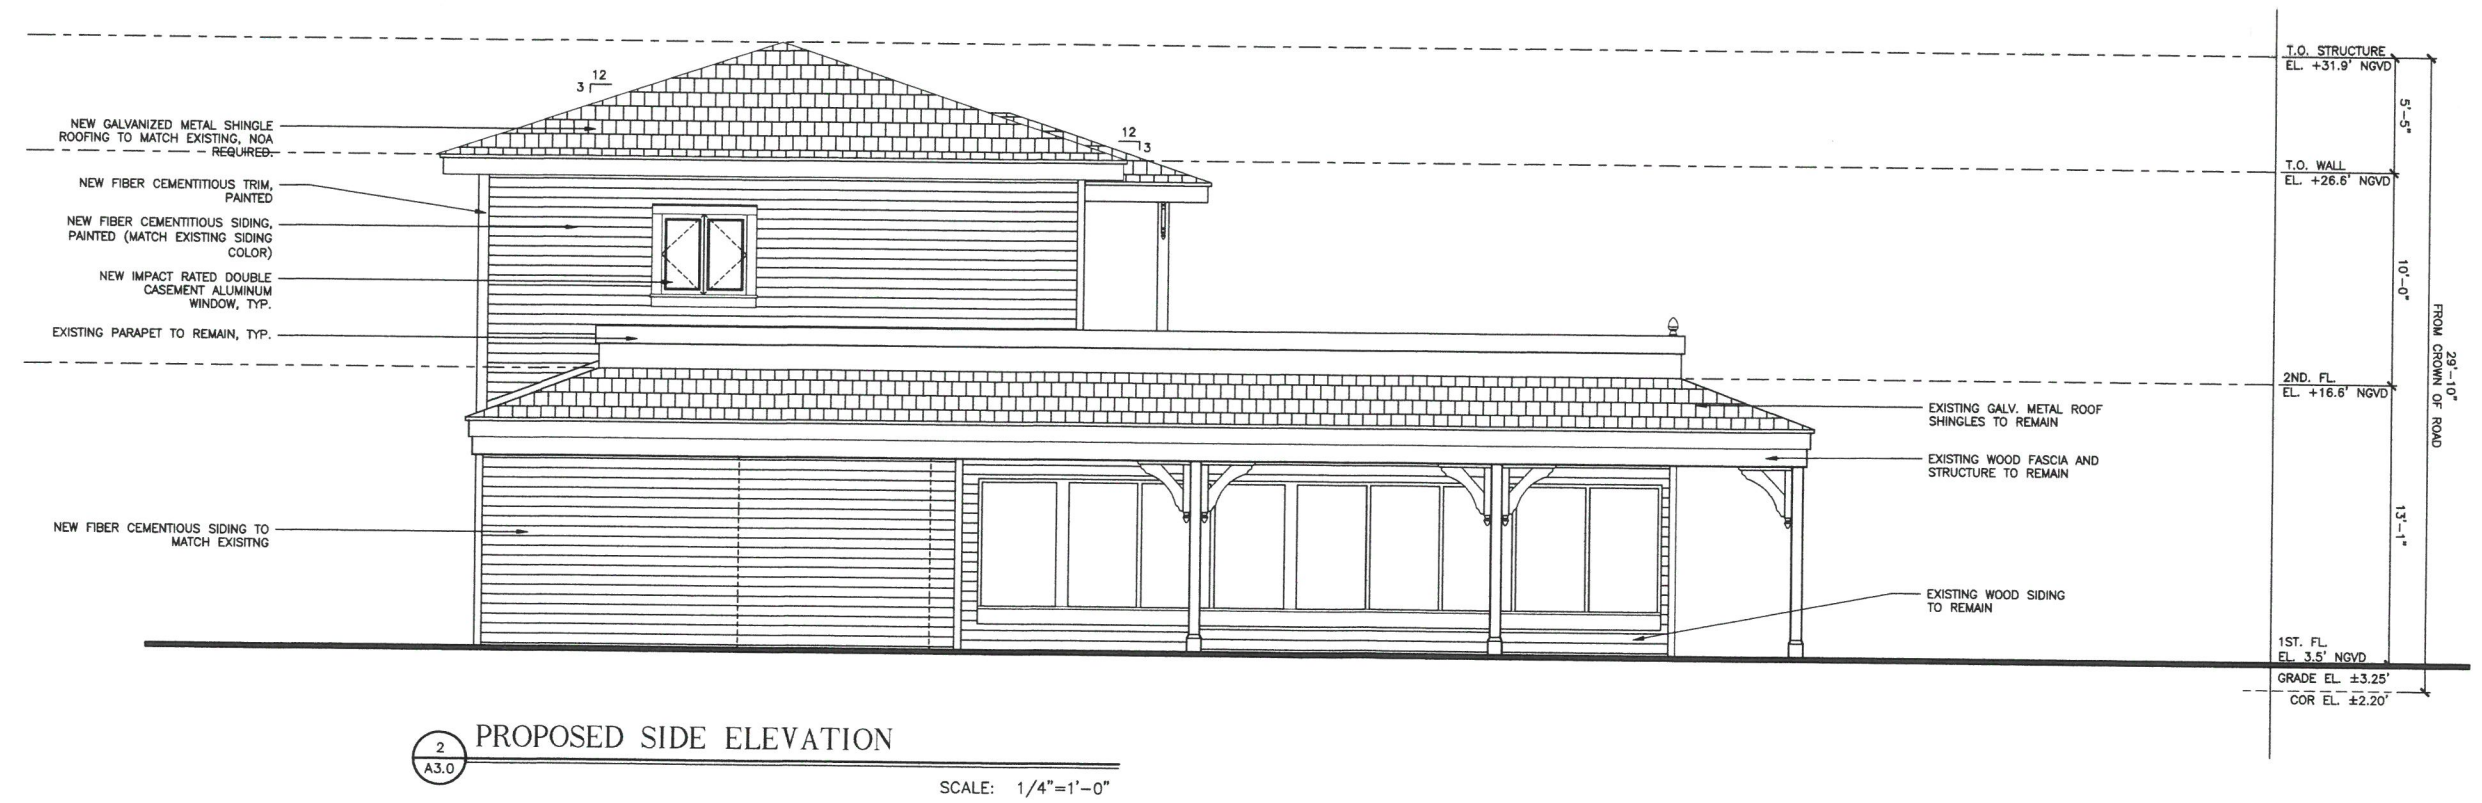 T.O. STRUCTURE
EL. +31.9' NGVD
12
3
5'-5"
NEW GALVANIZED METAL SHINGLE
ROOFING TO MATCH EXISTING, NOA
REQUIRED.
12
3
T.O. WALL
EL. +26.6' NGVD
NEW FIBER CEMENTITIOUS TRIM,
PAINTED
NEW FIBER CEMENTITIOUS SIDING,
PAINTED (MATCH EXISTING SIDING
COLOR)
NEW IMPACT RATED DOUBLE
CASEMENT ALUMINUM
WINDOW, TYP.
10'-0"
EXISTING PARAPET TO REMAIN, TYP.
29'-10"
FROM CROWN OF ROAD
2ND. FL.
EL. +16.6' NGVD
EXISTING GALV. METAL ROOF
SHINGLES TO REMAIN
EXISTING WOOD FASCIA AND
STRUCTURE TO REMAIN
NEW FIBER CEMENTIOUS SIDING TO
MATCH EXISITNG
13'-1"
EXISTING WOOD SIDING
TO REMAIN
1ST. FL.
EL. 3.5' NGVD
GRADE EL. ±3.25'
COR EL. ±2.20'
2
A3.0
PROPOSED SIDE ELEVATION
SCALE: 1/4"=1'-0"